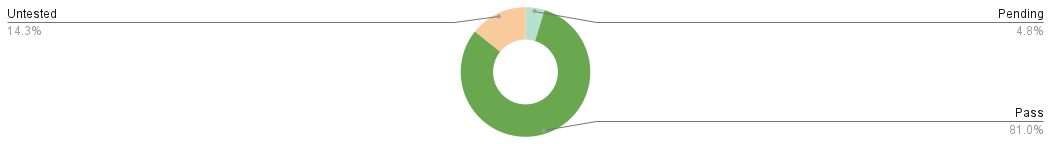 Untested
14.3%
Pending
4.8%
Pass
81.0%